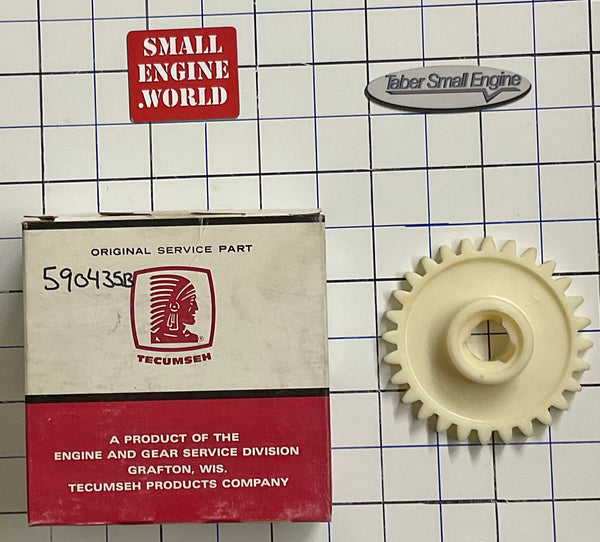 SMALL
ENGINE
.WORLD
Taber Small Engine
ORIGINAL SERVICE PART
590435B
®
TECUMSEH
A PRODUCT OF THE
ENGINE AND GEAR SERVICE DIVISION
GRAFTON, WIS.
TECUMSEH PRODUCTS COMPANY